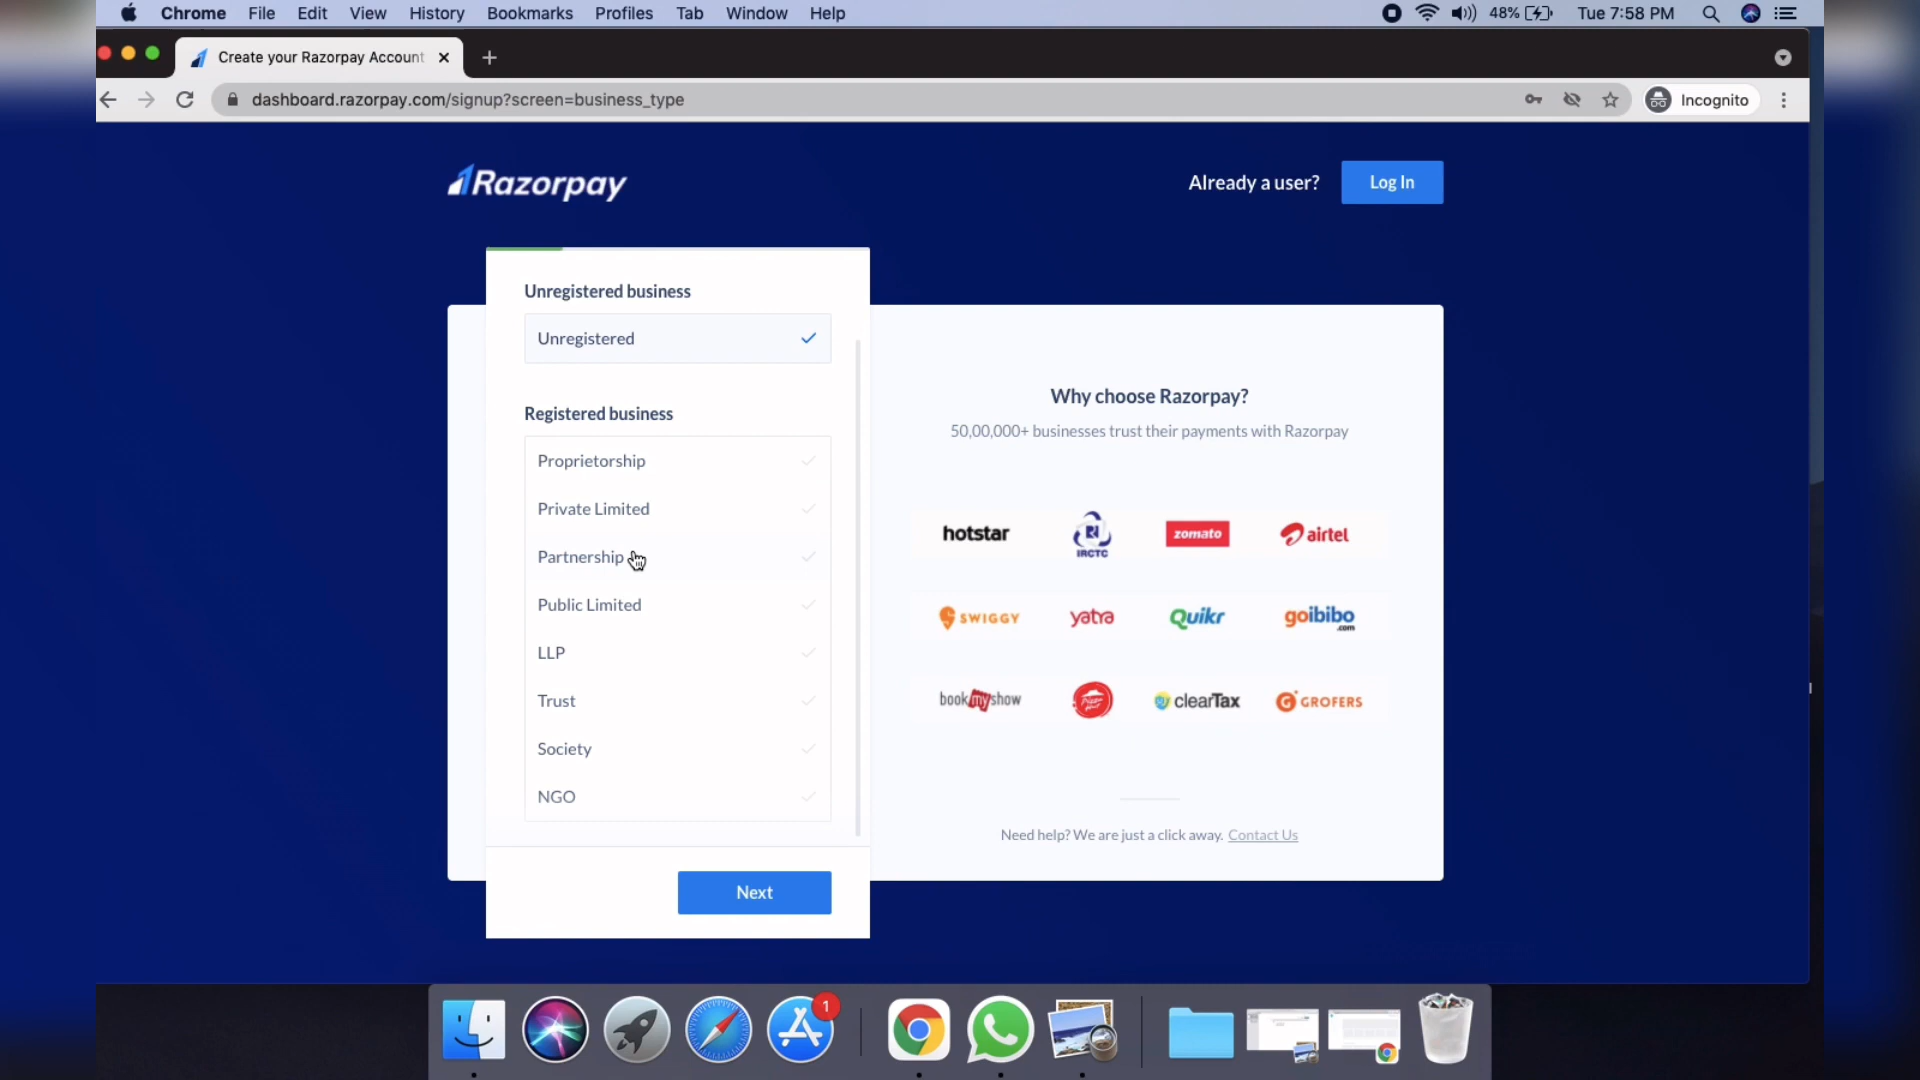 Chrome File Edit View History Bookmarks Profiles Tab Window Help 48% Tue 7:58 PM
Create your Razorpay Account
dashboard.razorpay.com/signup?screen=business_type Incognito
Razorpay
Already a user? Log In
Unregistered business
Unregistered
Registered business
Proprietorship
Private Limited
Partnership
Public Limited
LLP
Trust
Society
NGO
Next
Why choose Razorpay?
50,00,000+ businesses trust their payments with Razorpay
hotstar IRCTC zomato airtel
SWIGGY yatra Quikr goibibo.com
bookmyshow Pizza Hut clearTax GROFERS
Need help? We are just a click away. Contact Us
1